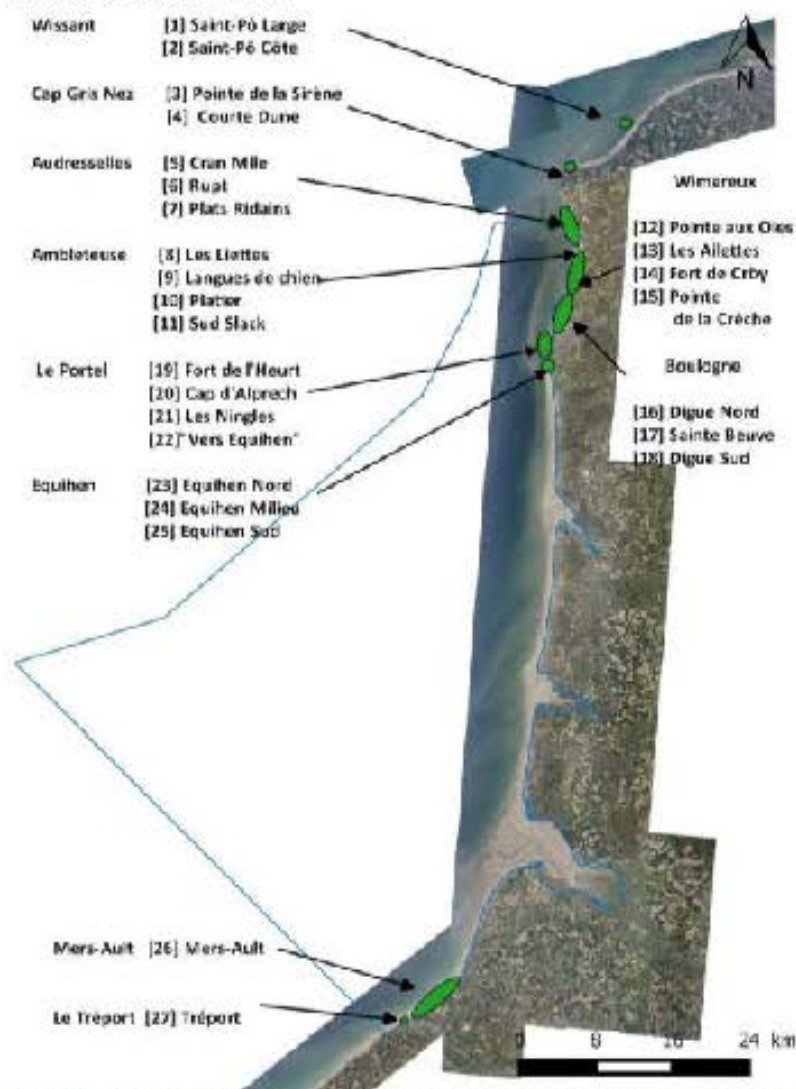 Wissant [1] Saint-Pô Large
[2] Saint-Pô Côte
Cap Gris Nez [3] Pointe de la Sirène
[4] Courte Dune
Audresselles [5] Cran Mile
[6] Rupt
[7] Plats Ridains
Ambleteuse [8] Les Liettes
[9] Langues de chien
[10] Platier
[11] Sud Slack
Le Portel [19] Fort de l'Heurt
[20] Cap d'Alprech
[21] Les Ningles
[22]"Vers Equihen"
Equihen [23] Equihen Nord
[24] Equihen Milieu
[25] Equihen Sud
N
Wimereux
[12] Pointe aux Oies
[13] Les Ailettes
[14] Fort de Croy
[15] Pointe
de la Crèche
Boulogne
[16] Digue Nord
[17] Sainte Beuve
[18] Digue Sud
Mers-Ault [26] Mers-Ault
Le Tréport [27] Tréport
0 8 16 24 km